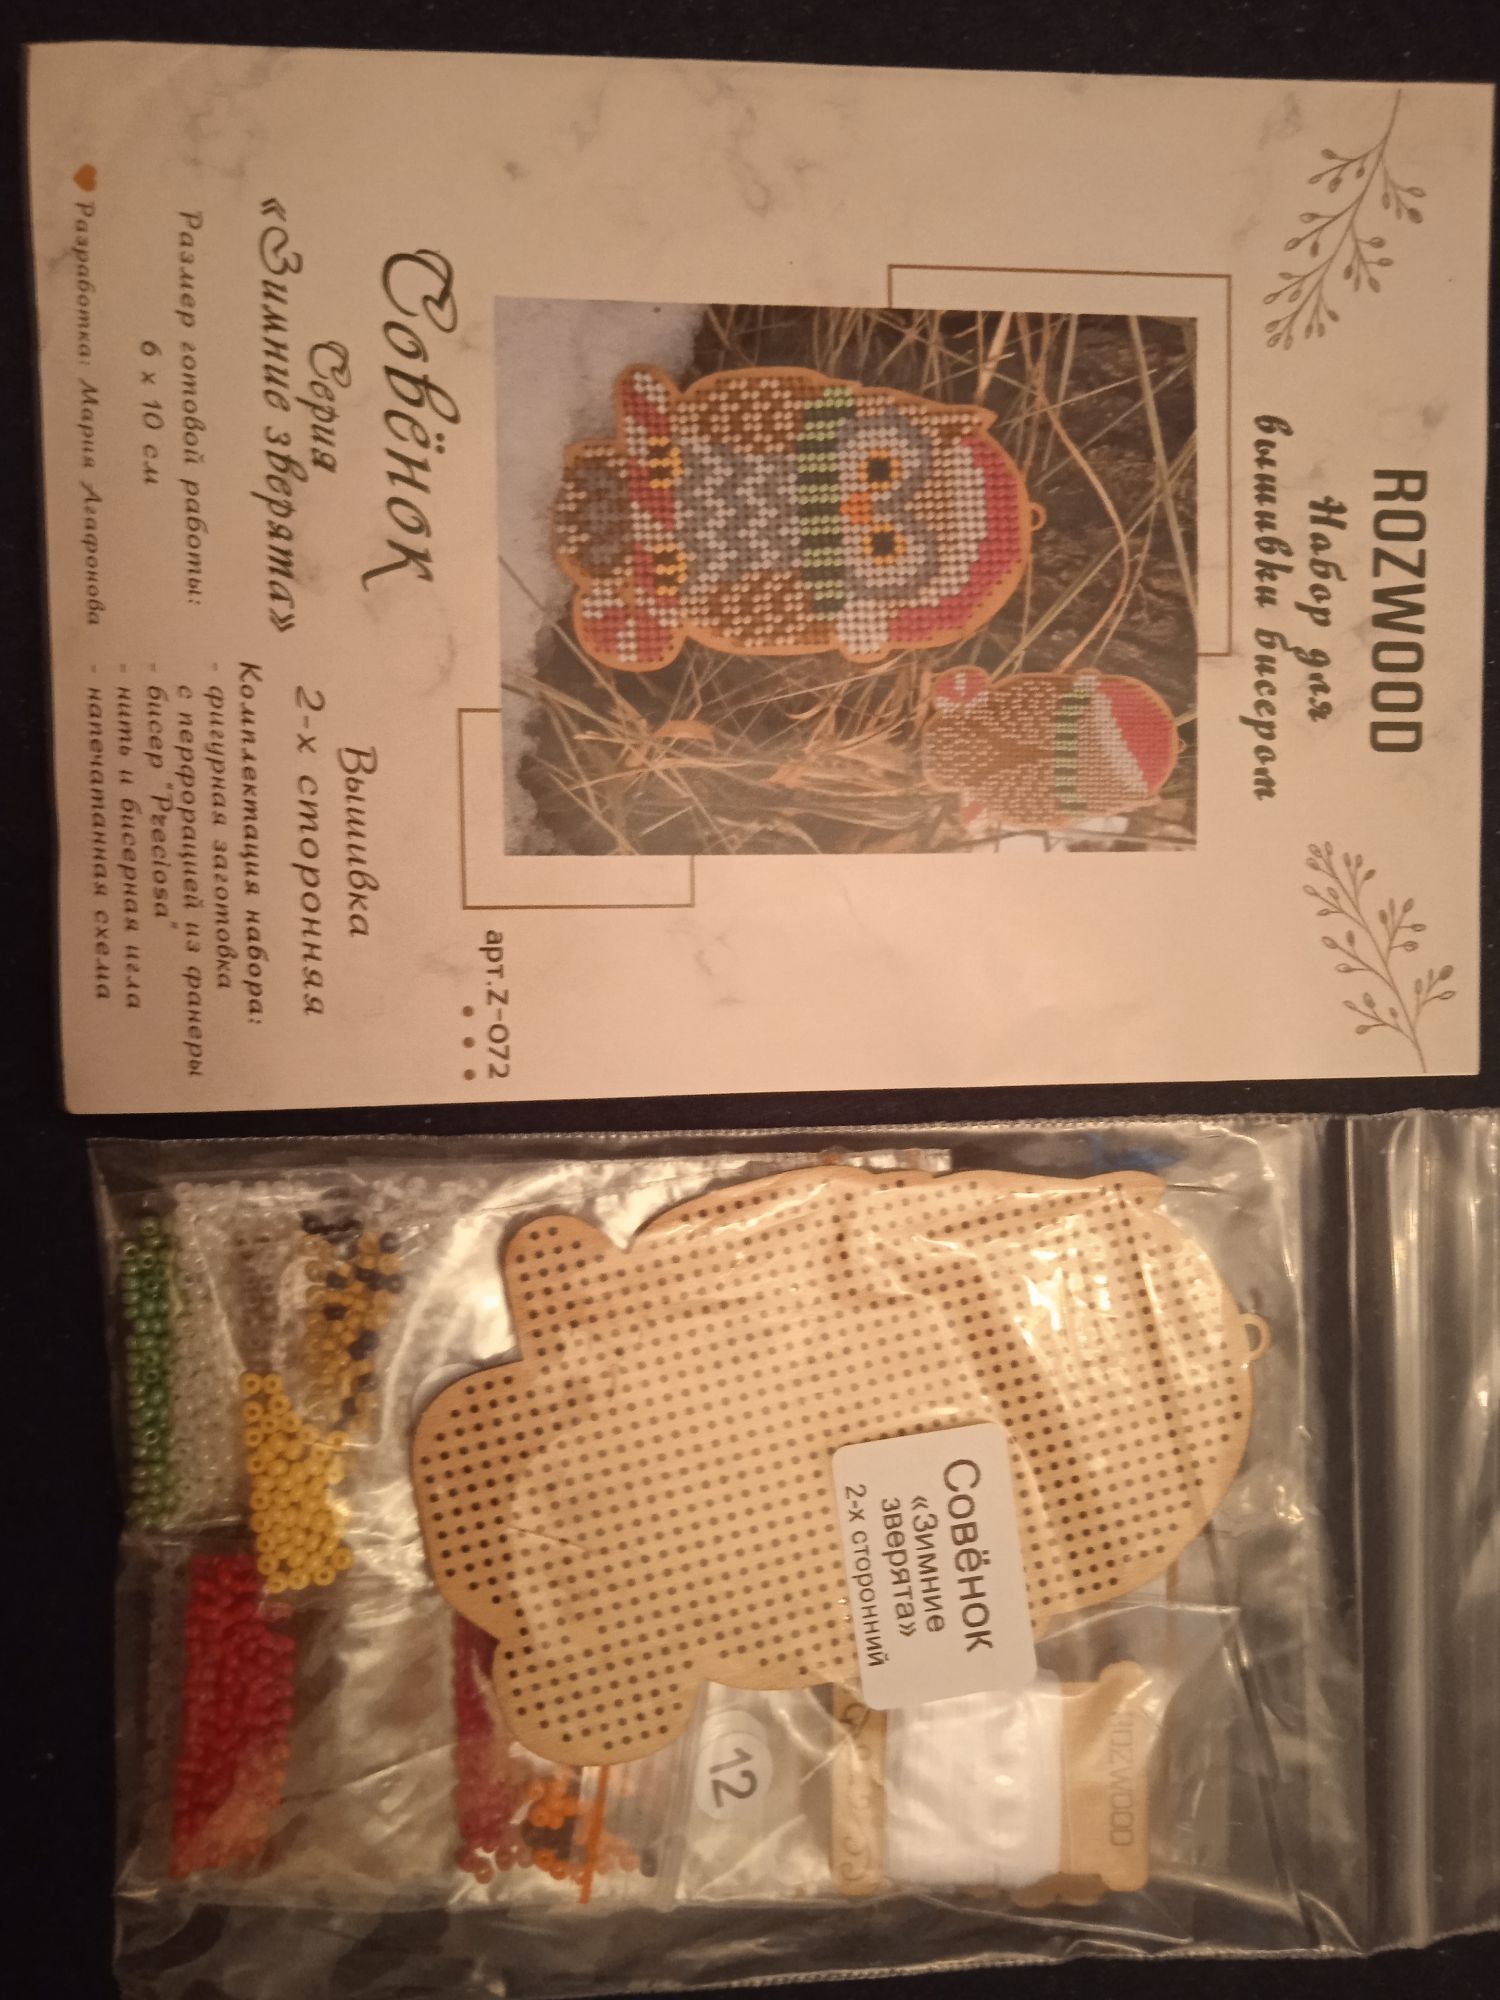 ROZWOOD
Набор для
вышивки бисером
арт.Z-072
Совёнок
Серия
«Зимние зверята»
Размер готовой работы:
6 x 10 см
Разработка: Мария Агафонова
Вышивка
2-х сторонняя
Комплектация набора:
- фигурная заготовка
с перфорацией из фанеры
- бисер "Preciosa"
- нить и бисерная игла
- напечатанная схема
Совёнок
«Зимние
зверята»
2-х сторонний
12
ROZWOOD